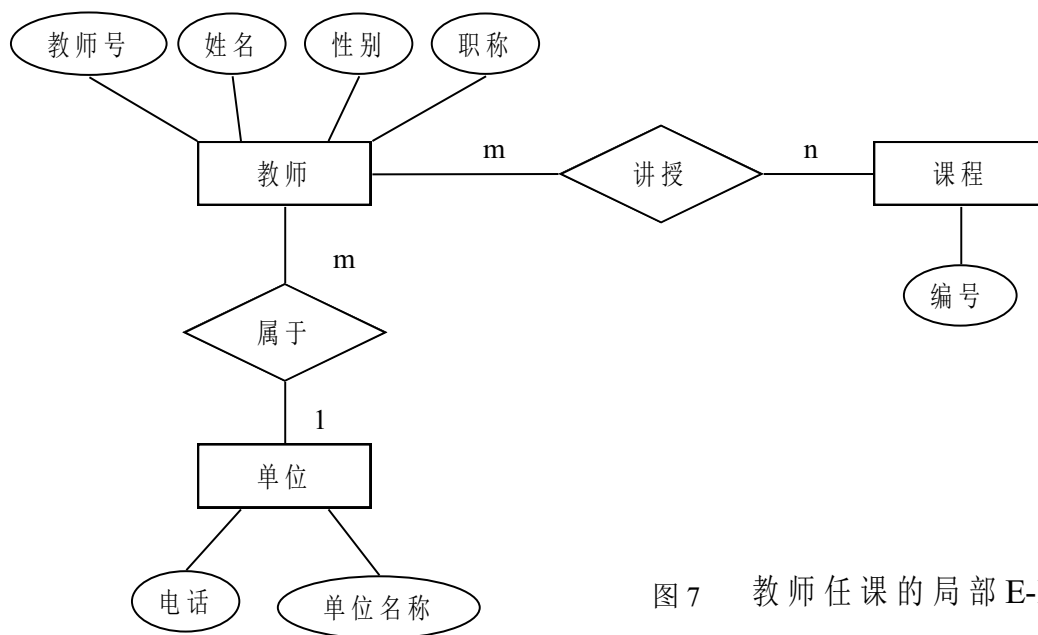 教师号 姓名 性别 职称
教师 m 讲授 n 课程
m
编号
属于
1
单位
电话 单位名称
图7 教师任课的局部E-